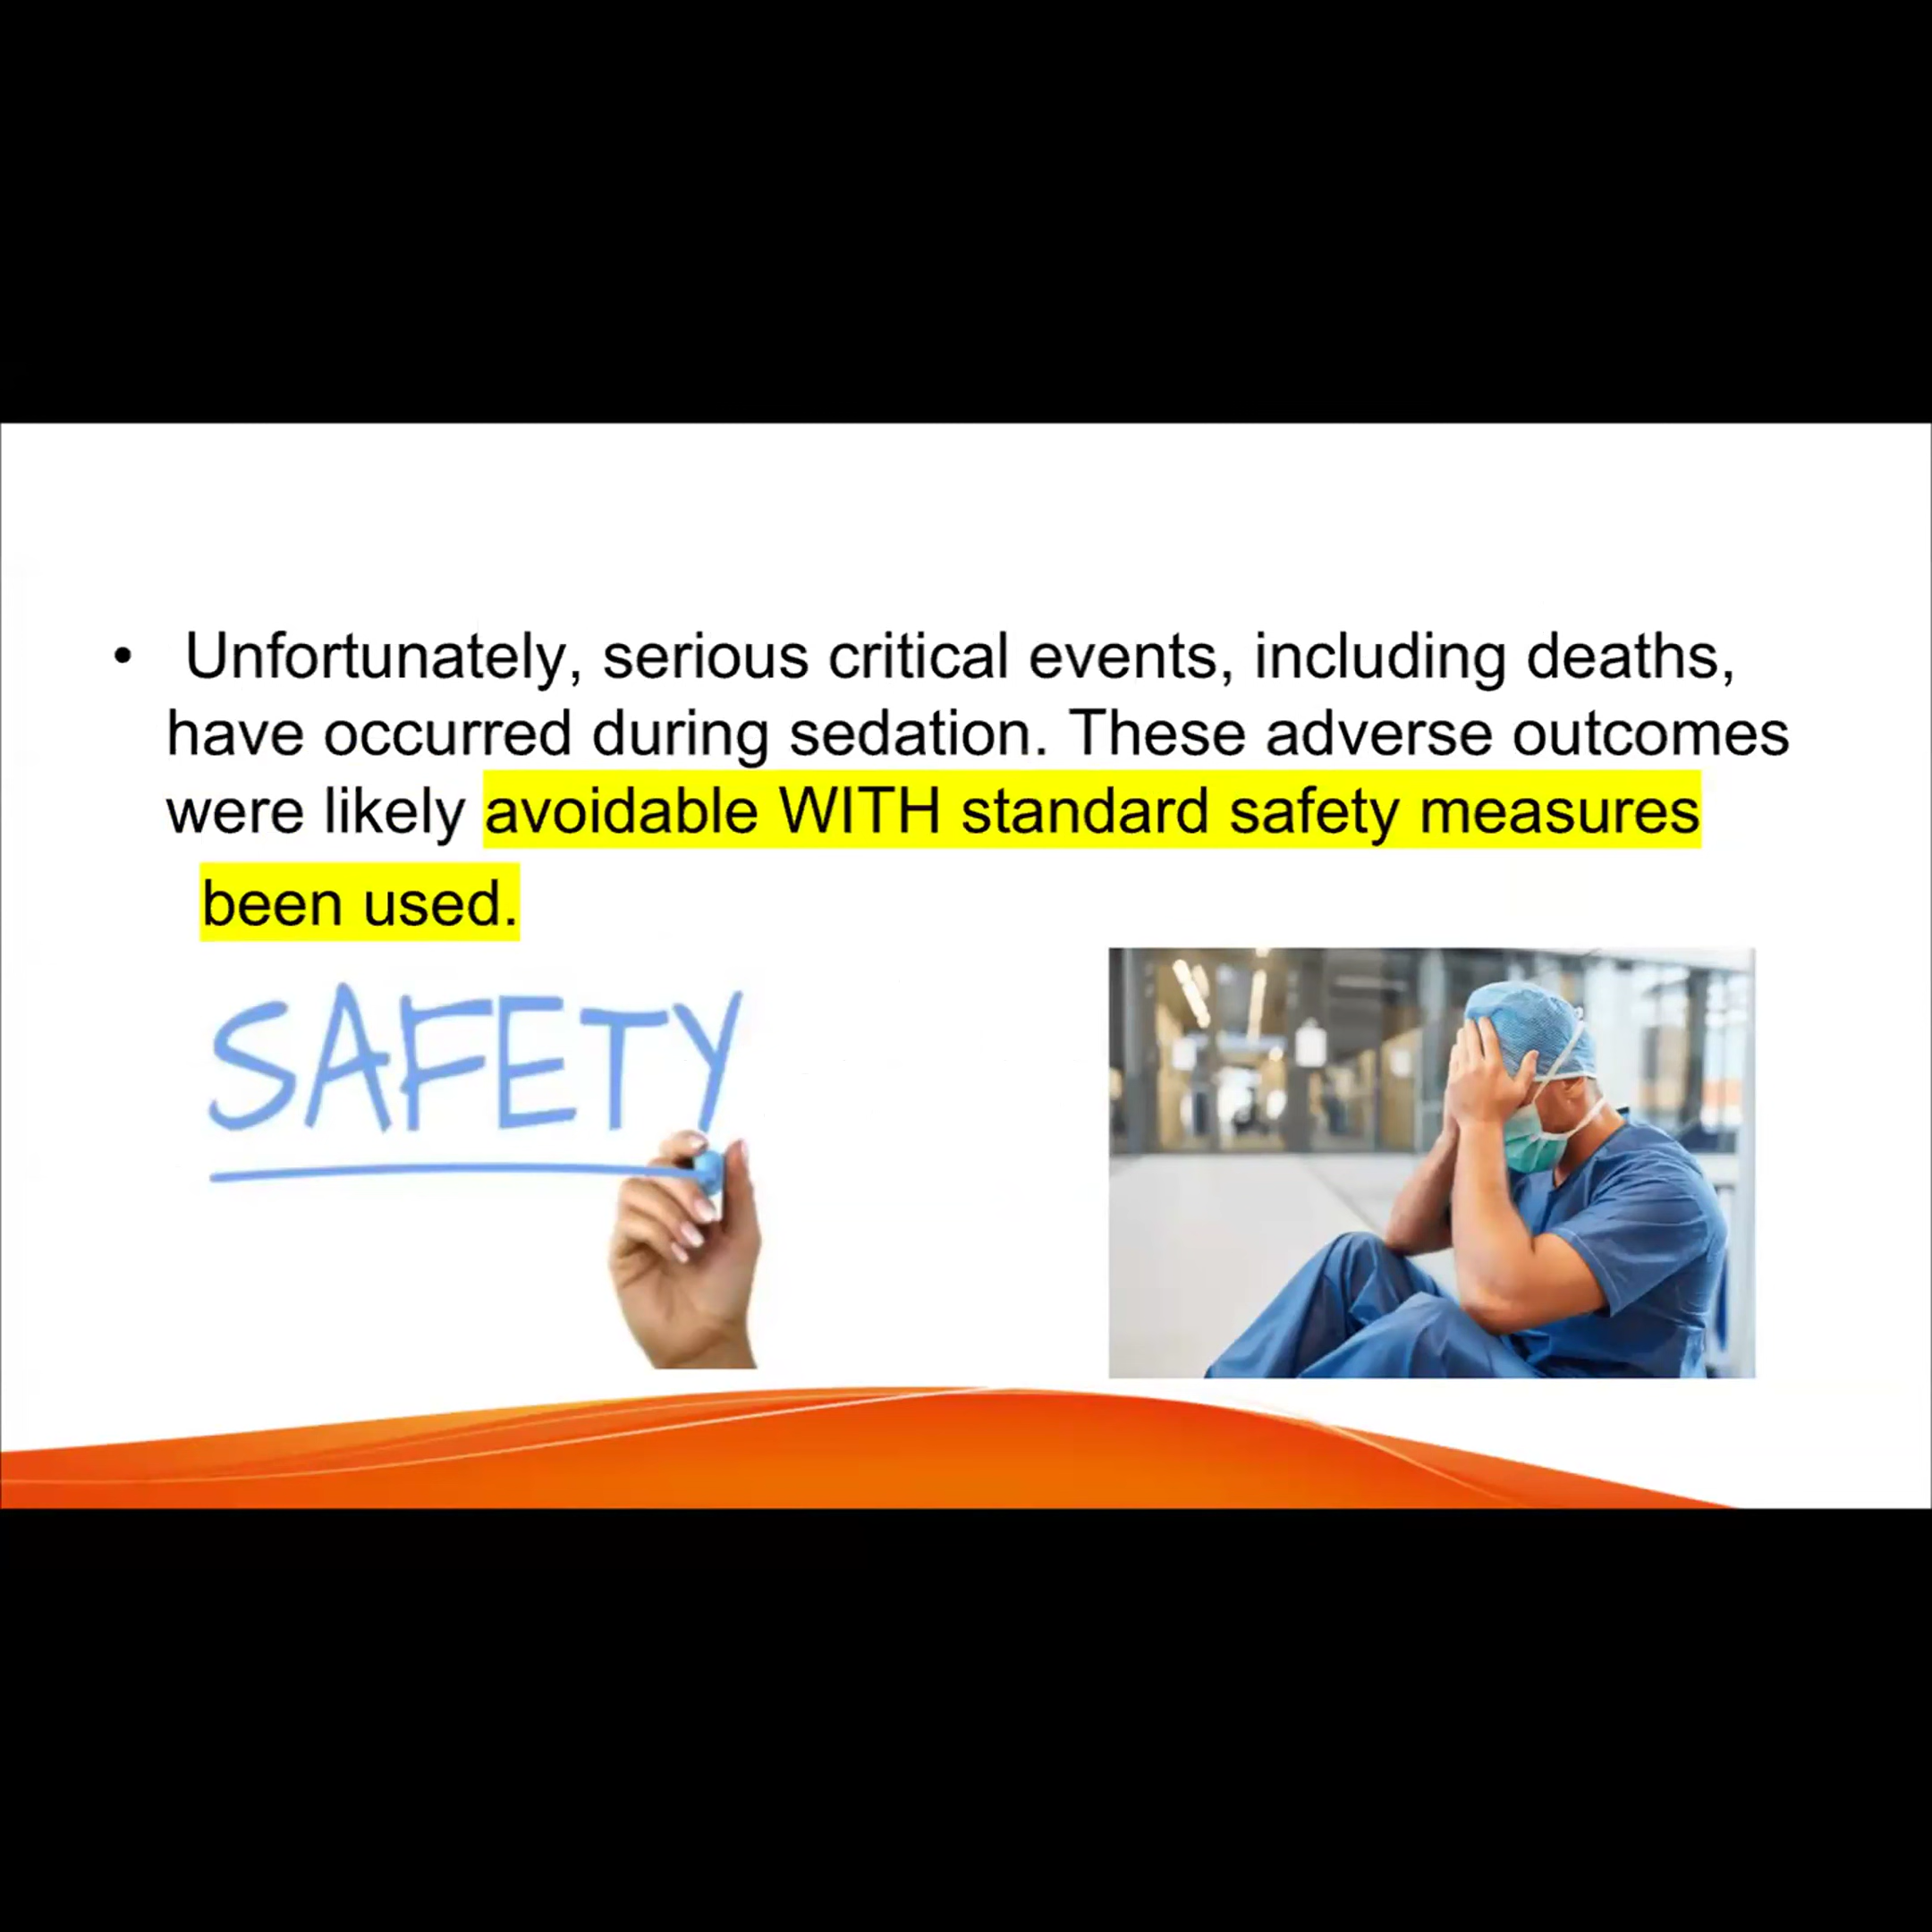 • Unfortunately, serious critical events, including deaths,
have occurred during sedation. These adverse outcomes
were likely avoidable WITH standard safety measures
been used.
SAFETY